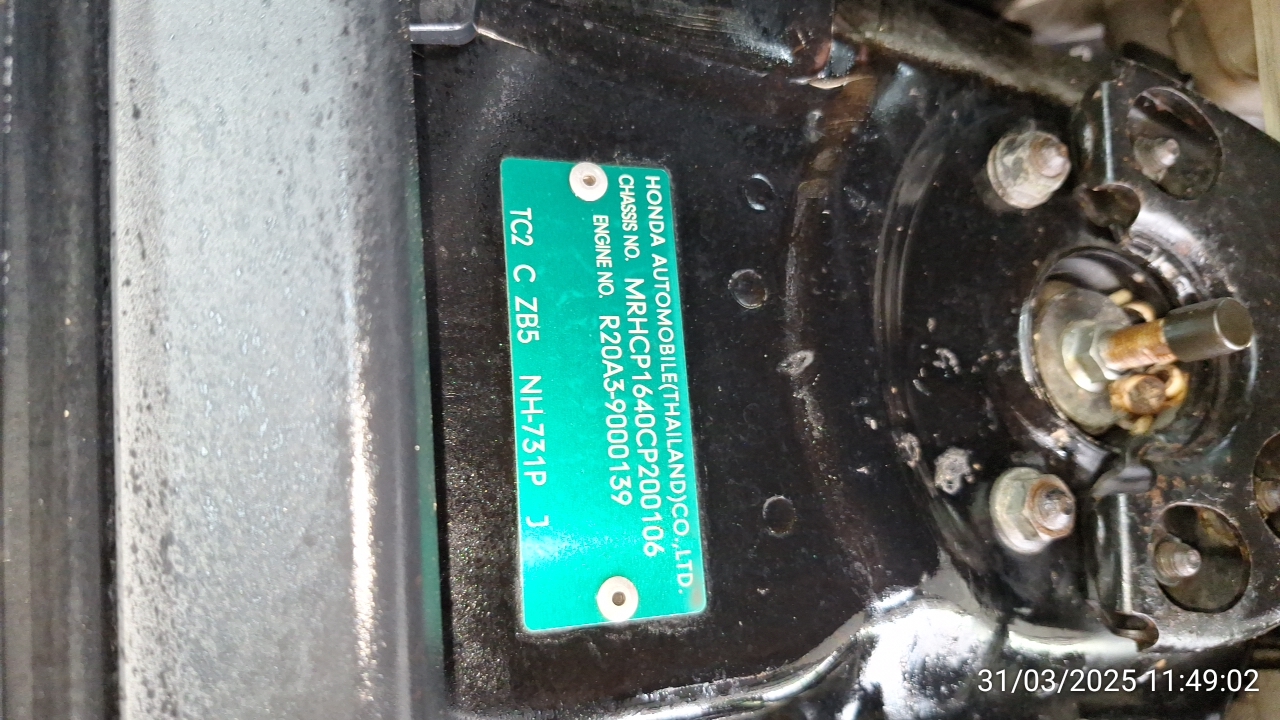 HONDA AUTOMOBILE(THAILAND)CO.,LTD.
CHASSIS NO. MRHCP1640CP200106
ENGINE NO. R20A3-9000139
TC2 C ZB5 NH-731P J
31/03/2025 11:49:02